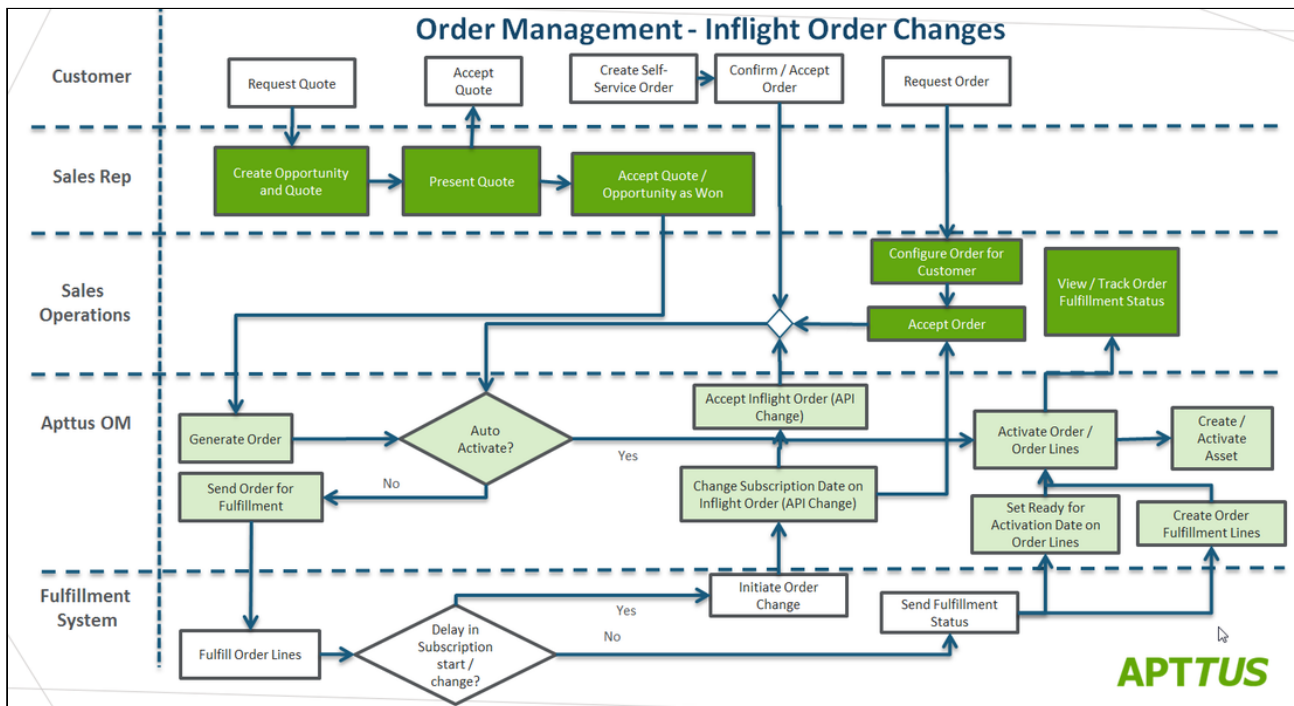 Order Management - Inflight Order Changes
Customer
Request Quote
Accept
Quote
Create Self-
Service Order
Confirm / Accept
Order
Request Order
Sales Rep
Create Opportunity
and Quote
Present Quote
Accept Quote /
Opportunity as Won
Sales
Operations
Configure Order for
Customer
Accept Order
View / Track Order
Fulfillment Status
Apttus OM
Generate Order
Auto
Activate?
Yes
No
Send Order for
Fulfillment
Accept Inflight Order (API
Change)
Change Subscription Date on
Inflight Order (API Change)
Activate Order /
Order Lines
Create /
Activate
Asset
Set Ready for
Activation Date on
Order Lines
Create Order
Fulfillment Lines
Fulfillment
System
Fulfill Order Lines
Delay in
Subscription
start /
change?
Yes
No
Initiate Order
Change
Send Fulfillment
Status
APTTUS